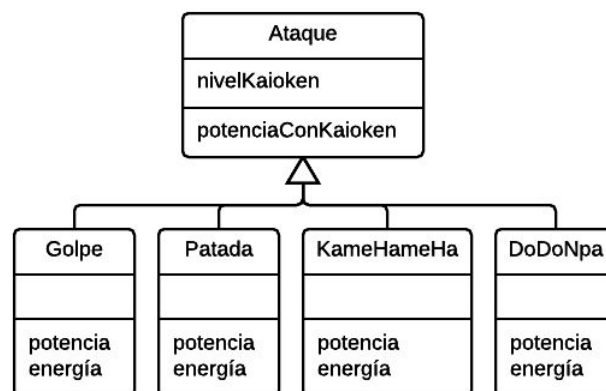 Ataque
nivelKaioken
potenciaConKaioken
Golpe
potencia
energía
Patada
potencia
energía
KameHameHa
potencia
energía
DoDoNpa
potencia
energía